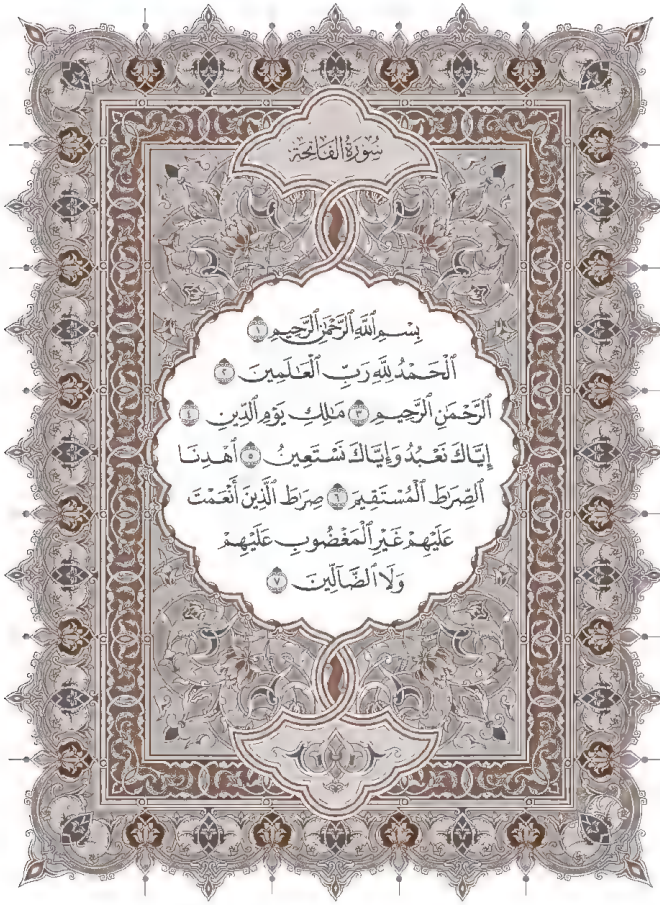 سُورَةُ الفَاتِحَةِ
بِسْمِ ٱللَّهِ ٱلرَّحْمَٰنِ ٱلرَّحِيمِ ١
ٱلْحَمْدُ لِلَّهِ رَبِّ ٱلْعَٰلَمِينَ ٢
ٱلرَّحْمَٰنِ ٱلرَّحِيمِ ٣ مَٰلِكِ يَوْمِ ٱلدِّينِ ٤
إِيَّاكَ نَعْبُدُ وَإِيَّاكَ نَسْتَعِينُ ٥ ٱهْدِنَا
ٱلصِّرَٰطَ ٱلْمُسْتَقِيمَ ٦ صِرَٰطَ ٱلَّذِينَ أَنْعَمْتَ
عَلَيْهِمْ غَيْرِ ٱلْمَغْضُوبِ عَلَيْهِمْ
وَلَا ٱلضَّآلِّينَ ٧